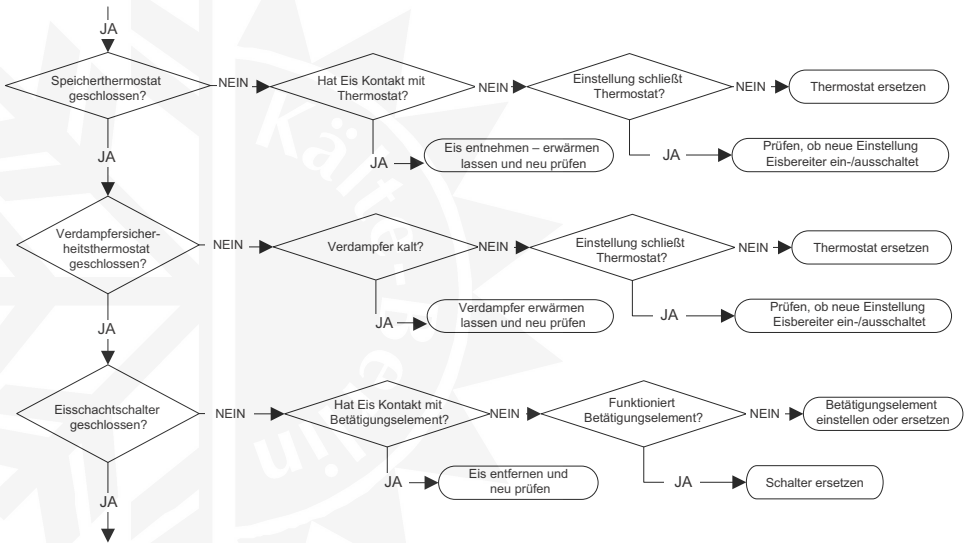 JA
Speicherthermostat
geschlossen?
NEIN
Hat Eis Kontakt mit
Thermostat?
NEIN
Einstellung schließt
Thermostat?
NEIN
Thermostat ersetzen
JA
JA
Eis entnehmen – erwärmen
lassen und neu prüfen
JA
Prüfen, ob neue Einstellung
Eisbereiter ein-/ausschaltet
Verdampfersicher-
heitsthermostat
geschlossen?
NEIN
Verdampfer kalt?
NEIN
Einstellung schließt
Thermostat?
NEIN
Thermostat ersetzen
JA
JA
Verdampfer erwärmen
lassen und neu prüfen
JA
Prüfen, ob neue Einstellung
Eisbereiter ein-/ausschaltet
Eisschachtschalter
geschlossen?
NEIN
Hat Eis Kontakt mit
Betätigungselement?
NEIN
Funktioniert
Betätigungselement?
NEIN
Betätigungselement
einstellen oder ersetzen
JA
JA
Eis entfernen und
neu prüfen
JA
Schalter ersetzen